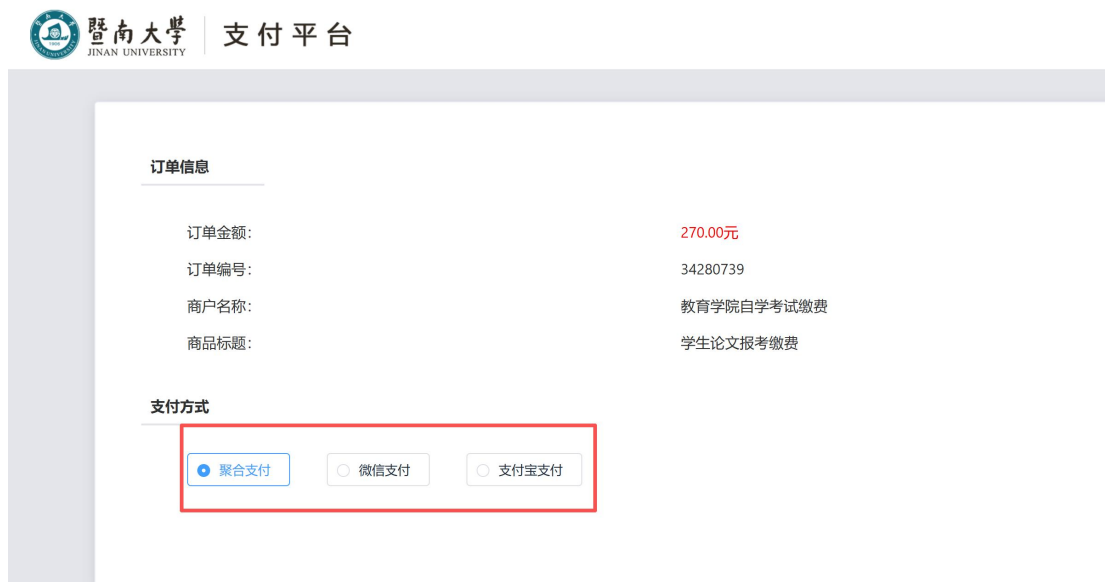 暨南大學 支付平台
JINAN UNIVERSITY
订单信息
订单金额： 270.00元
订单编号： 34280739
商户名称： 教育学院自学考试缴费
商品标题： 学生论文报考缴费
支付方式
聚合支付 微信支付 支付宝支付